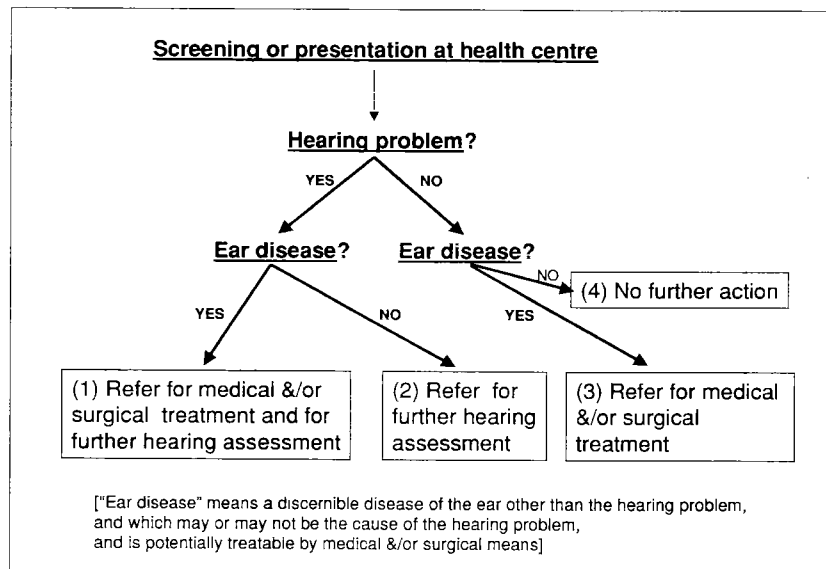 Screening or presentation at health centre
Hearing problem?
YES
NO
Ear disease?
Ear disease?
NO
(4) No further action
YES
NO
YES
(1) Refer for medical &/or
surgical treatment and for
further hearing assessment
(2) Refer for
further hearing
assessment
(3) Refer for medical
&/or surgical
treatment
["Ear disease" means a discernible disease of the ear other than the hearing problem,
and which may or may not be the cause of the hearing problem,
and is potentially treatable by medical &/or surgical means]